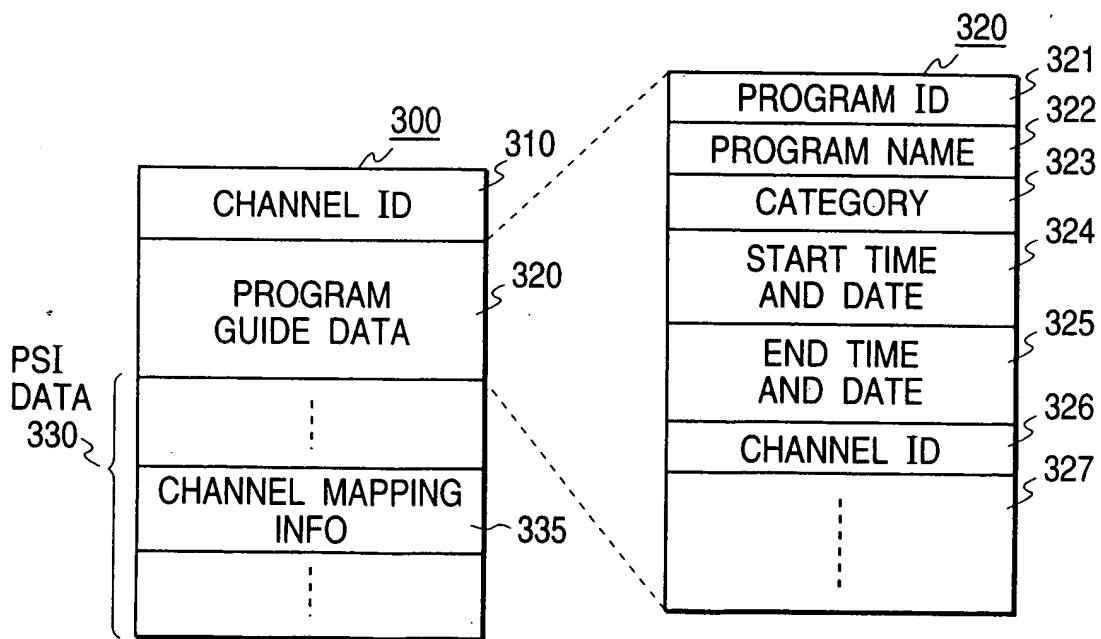 300
310
CHANNEL ID
PROGRAM
GUIDE DATA
320
PSI
DATA
330
CHANNEL MAPPING
INFO
335
320
321
PROGRAM ID
322
PROGRAM NAME
323
CATEGORY
324
START TIME
AND DATE
325
END TIME
AND DATE
326
CHANNEL ID
327